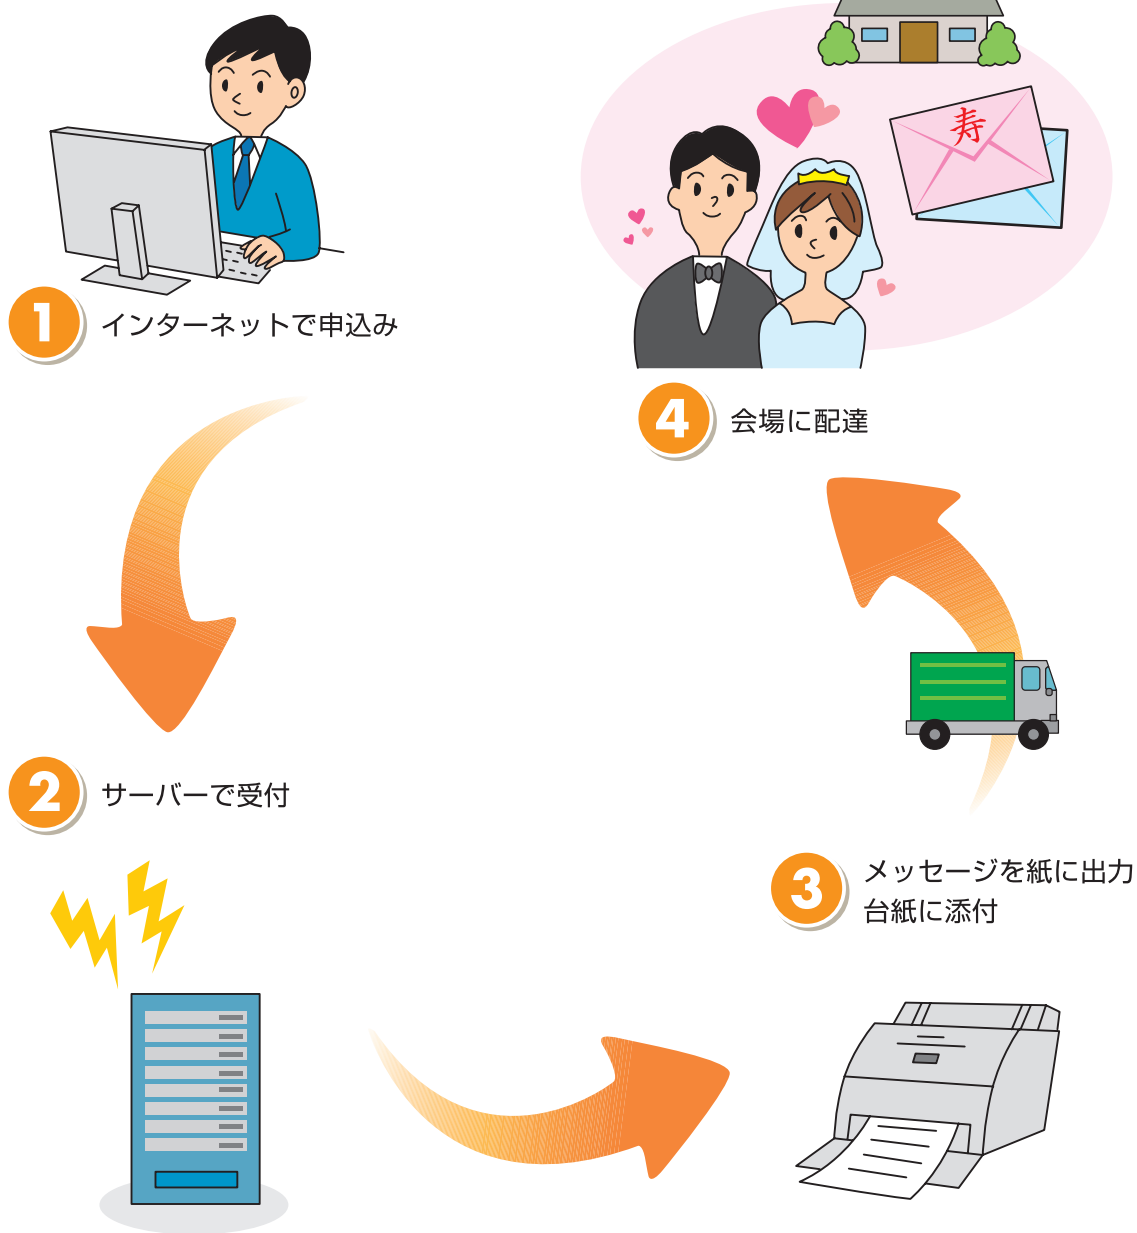 1 インターネットで申込み
2 サーバーで受付
3 メッセージを紙に出力
台紙に添付
4 会場に配達
寿